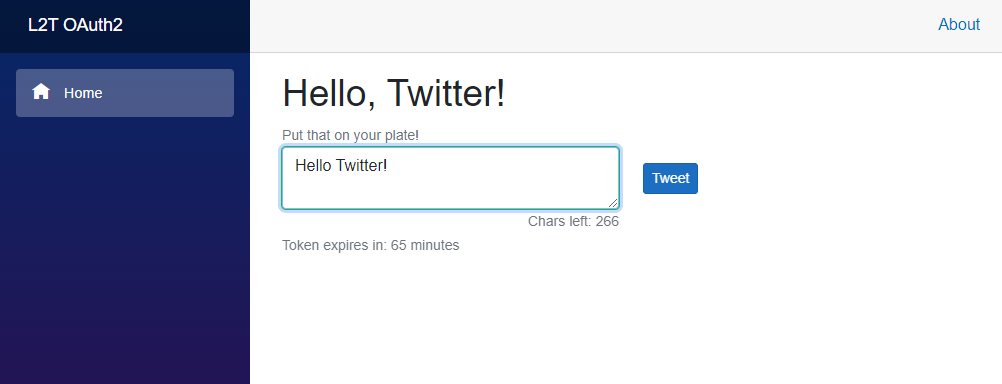 L2T OAuth2
About
Home
Hello, Twitter!
Put that on your plate!
Hello Twitter!
Tweet
Chars left: 266
Token expires in: 65 minutes